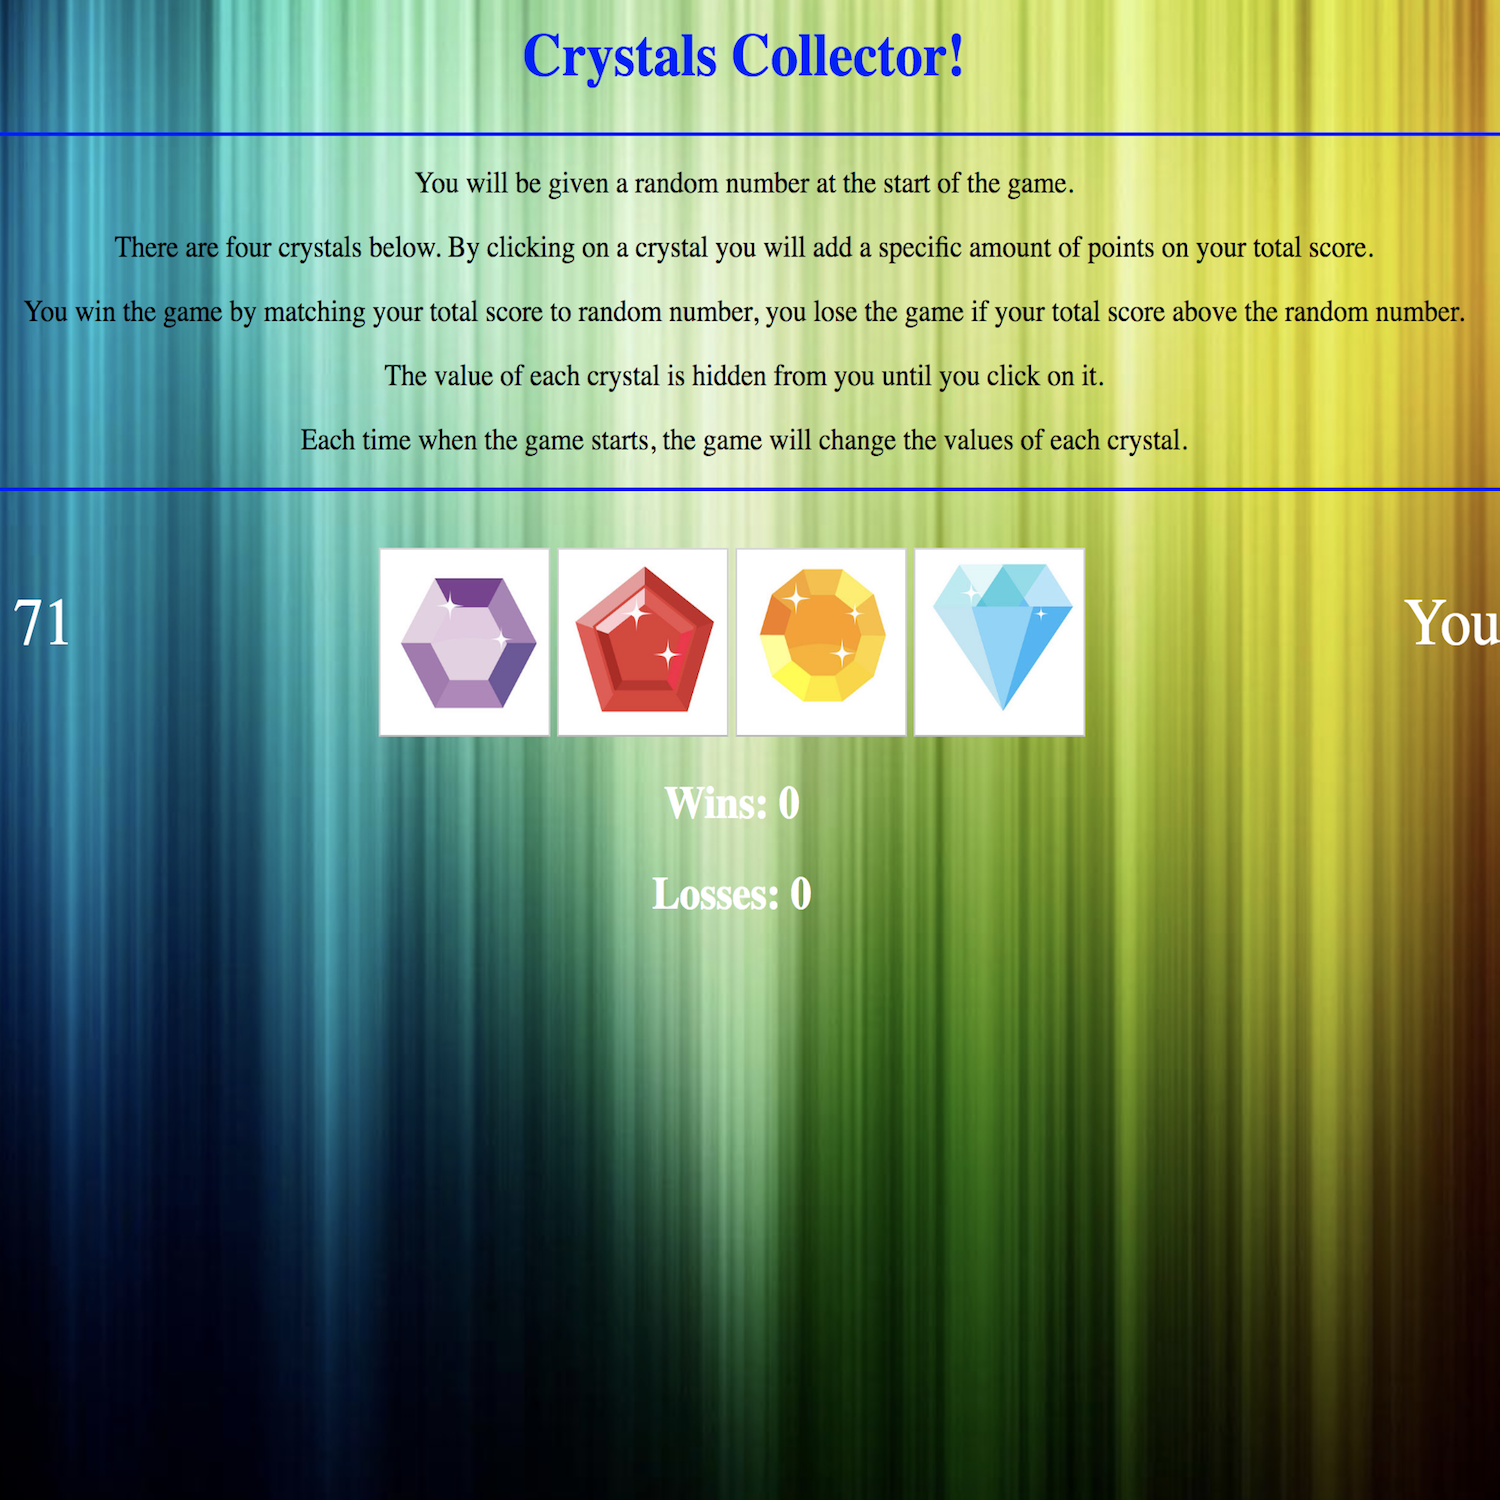 Crystals Collector!
You will be given a random number at the start of the game.
There are four crystals below. By clicking on a crystal you will add a specific amount of points on your total score.
You win the game by matching your total score to random number, you lose the game if your total score above the random number.
The value of each crystal is hidden from you until you click on it.
Each time when the game starts, the game will change the values of each crystal.
71
You
Wins: 0
Losses: 0